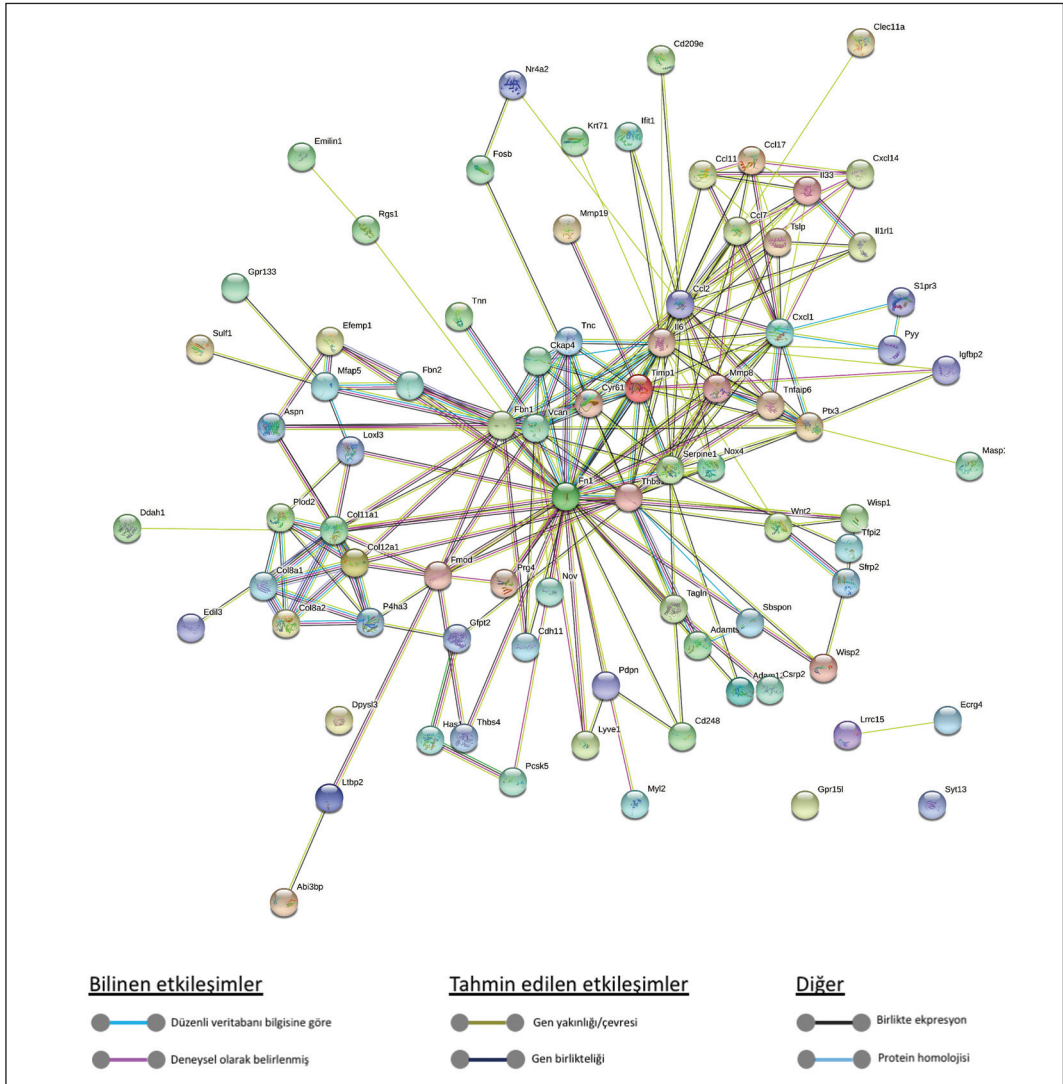 Clec11a
Cd209e
Nr4a2
Krt71
Ifit1
Emilin1
Fosb
Ccl17
Ccl11
Cxcl14
Il33
Rgs1
Mmp19
Ccl7
Tslp
Il1rl1
Gpr133
Ccl2
S1pr3
Tnn
Sulf1
Efemp1
Tnc
Il6
Cxcl1
Pyy
Ckap4
Mfap5
Fbn2
Timp1
Mmp8
Igfbp2
Cyr61
Tnfaip6
Aspn
Fbn1
Vcan
Ptx3
Loxl3
Serpine1
Nox4
Masp
Fn1
Thbs
Plod2
Wisp1
Wnt2
Ddah1
Col11a1
Tfpi2
Col12a1
Fmod
Prg4
Sfrp2
Col8a1
Nov
Tagln
Edil3
Col8a2
P4ha3
Gfpt2
Sbspon
Cdh11
Adamts
Wisp2
Pdpn
Adam12
Csrp2
Dpysl3
Has1
Thbs4
Lyve1
Cd248
Lrrc15
Ecrg4
Ltbp2
Pcsk5
Myl2
Gpr15l
Syt13
Abi3bp
Bilinen etkileşimler
Tahmin edilen etkileşimler
Diğer
Düzenli veritabanı bilgisine göre
Gen yakınlığı/çevresi
Birlikte ekpresyon
Deneysel olarak belirlenmiş
Gen birlikteliği
Protein homolojisi